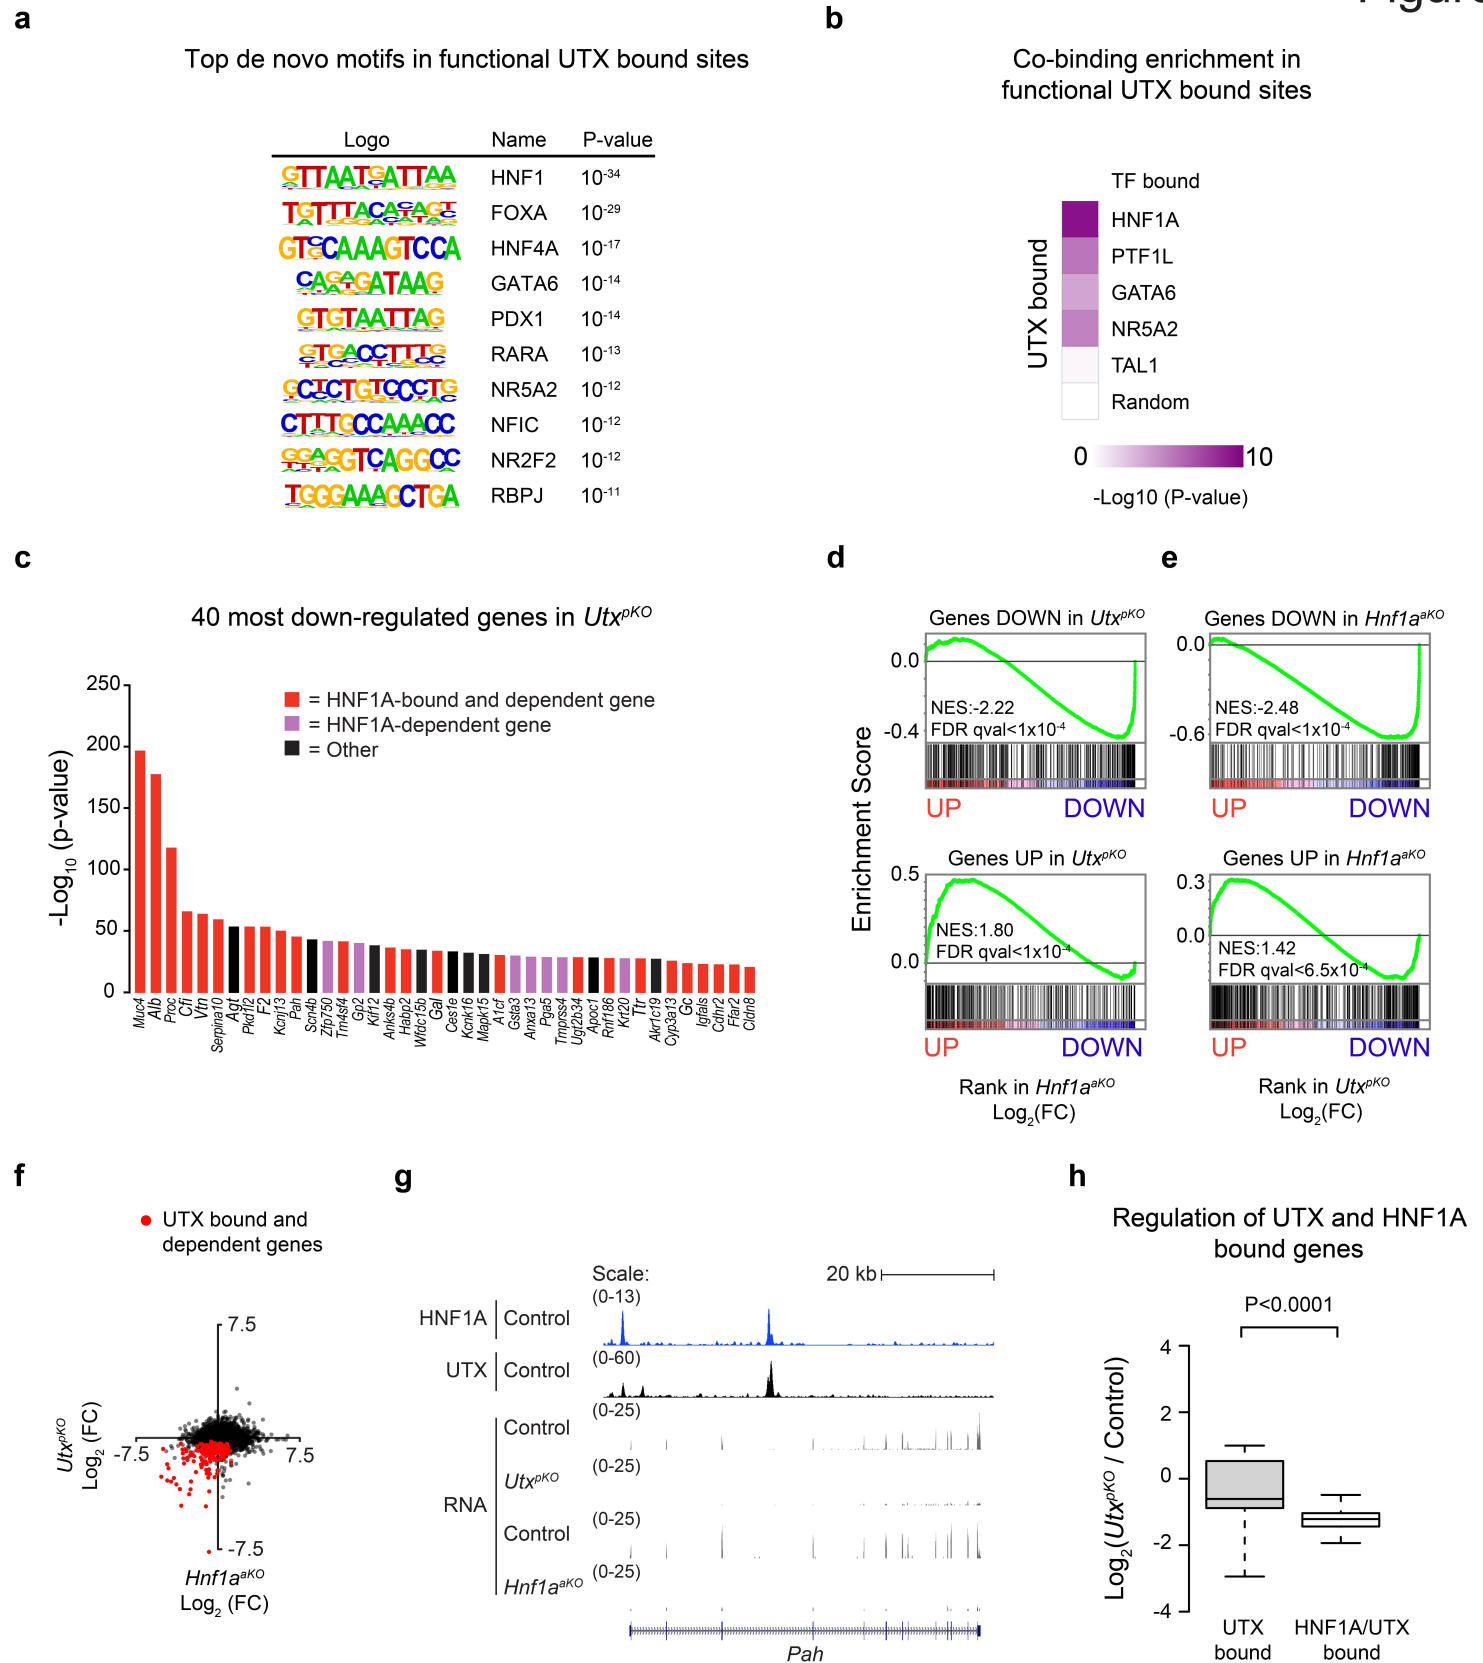 Figure
a
Top de novo motifs in functional UTX bound sites
Logo Name P-value
GTTAATGATTAA HNF1 10-34
TGTTTACACAGT FOXA 10-29
GTCCAAAGTCCA HNF4A 10-17
CAGAGATAAG GATA6 10-14
GTGTAATTAG PDX1 10-14
GTGACCTTTG RARA 10-13
GCTCTGTCCCTG NR5A2 10-12
CTTTGCCAAACC NFIC 10-12
GGAGGTCAGGCC NR2F2 10-12
TGGGAAAGCTGA RBPJ 10-11
b
Co-binding enrichment in
functional UTX bound sites
TF bound
UTX bound
HNF1A
PTF1L
GATA6
NR5A2
TAL1
Random
0 10
-Log10 (P-value)
c
40 most down-regulated genes in UtxpKO
= HNF1A-bound and dependent gene
= HNF1A-dependent gene
= Other
-Log10 (p-value)
250
200
150
100
50
0
Muc4 Alb Proc Cfi Vtn Serpina10 Agt Pkd1l2 F2 Kcnj13 Pah Scn4b Zfp750 Tm4sf4 Gp2 Kif12 Anks4b Habp2 Wfdc15b Gal Ces1e Kcnk16 Mapk15 A1cf Gsta3 Anxa13 Pga5 Tmprss4 Ugt2b34 Apoc1 Rnf186 Krt20 Ttr Akr1c19 Cyp3a13 Gc Igfals Cdhr2 Ffar2 Cldn8
d
Enrichment Score
Genes DOWN in UtxpKO
0.0
-0.4
NES:-2.22
FDR qval<1x10-4
UP DOWN
Genes UP in UtxpKO
0.5
0.0
NES:1.80
FDR qval<1x10-4
UP DOWN
Rank in Hnf1aaKO
Log2(FC)
e
Genes DOWN in Hnf1aaKO
0.0
-0.6
NES:-2.48
FDR qval<1x10-4
UP DOWN
Genes UP in Hnf1aaKO
0.3
0.0
NES:1.42
FDR qval<6.5x10-4
UP DOWN
Rank in UtxpKO
Log2(FC)
f
UTX bound and
dependent genes
7.5
-7.5 7.5
-7.5
UtxpKO
Log2 (FC)
Hnf1aaKO
Log2 (FC)
g
Scale: 20 kb
(0-13)
HNF1A Control
(0-60)
UTX Control
(0-25)
Control
(0-25)
UtxpKO
RNA
(0-25)
Control
(0-25)
Hnf1aaKO
Pah
h
Regulation of UTX and HNF1A
bound genes
P<0.0001
Log2(UtxpKO / Control)
4
2
0
-2
-4
UTX
bound
HNF1A/UTX
bound